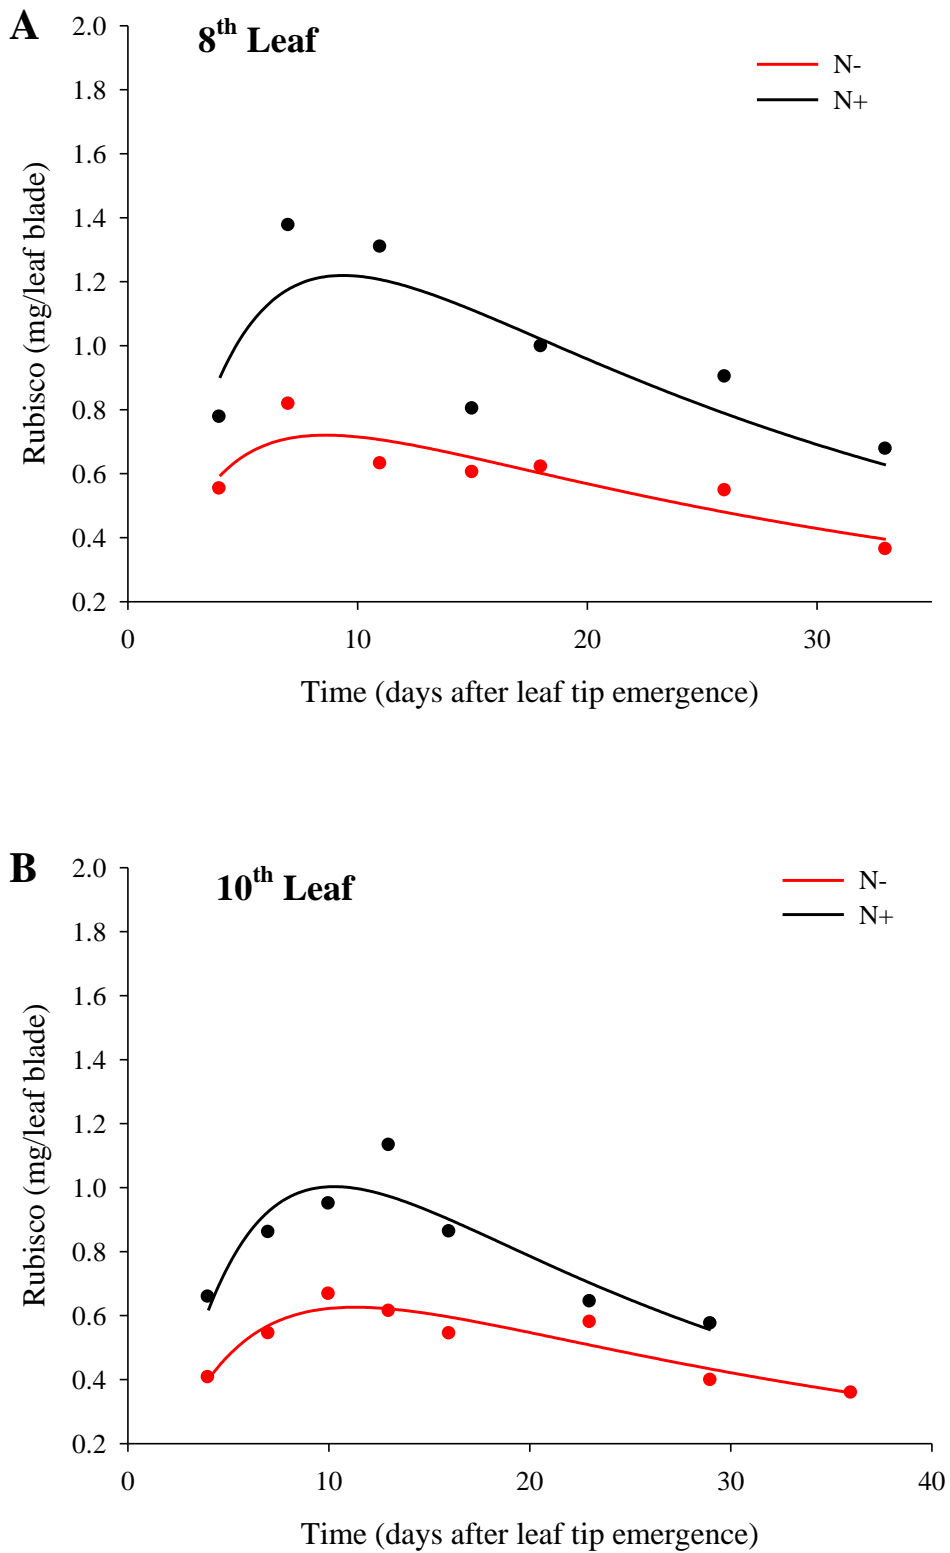 A
8th Leaf
N-
N+
Rubisco (mg/leaf blade)
2.0
1.8
1.6
1.4
1.2
1.0
0.8
0.6
0.4
0.2
0 10 20 30
Time (days after leaf tip emergence)
B
10th Leaf
N-
N+
Rubisco (mg/leaf blade)
2.0
1.8
1.6
1.4
1.2
1.0
0.8
0.6
0.4
0.2
0 10 20 30 40
Time (days after leaf tip emergence)